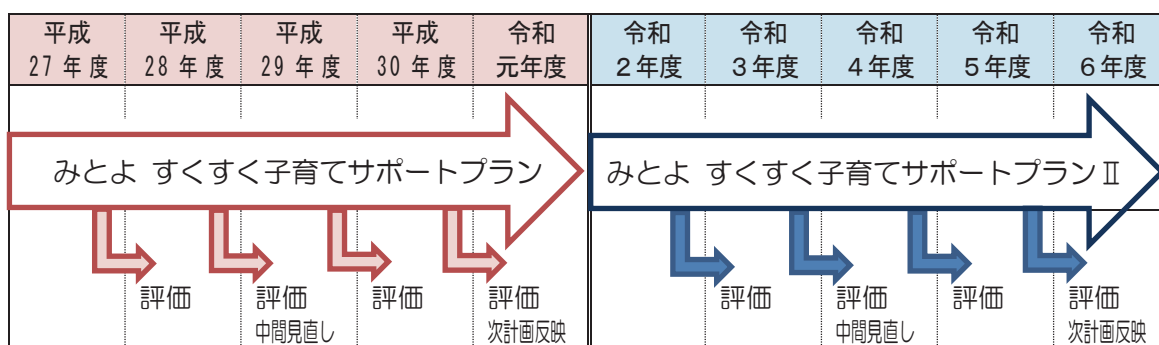 平成 平成 平成 平成 令和 令和 令和 令和 令和 令和
27年度 28年度 29年度 30年度 元年度 2年度 3年度 4年度 5年度 6年度
みとよ すくすく子育てサポートプラン みとよ すくすく子育てサポートプランⅡ
評価 評価 評価 評価 評価 評価 評価 評価
中間見直し 次計画反映 中間見直し 次計画反映